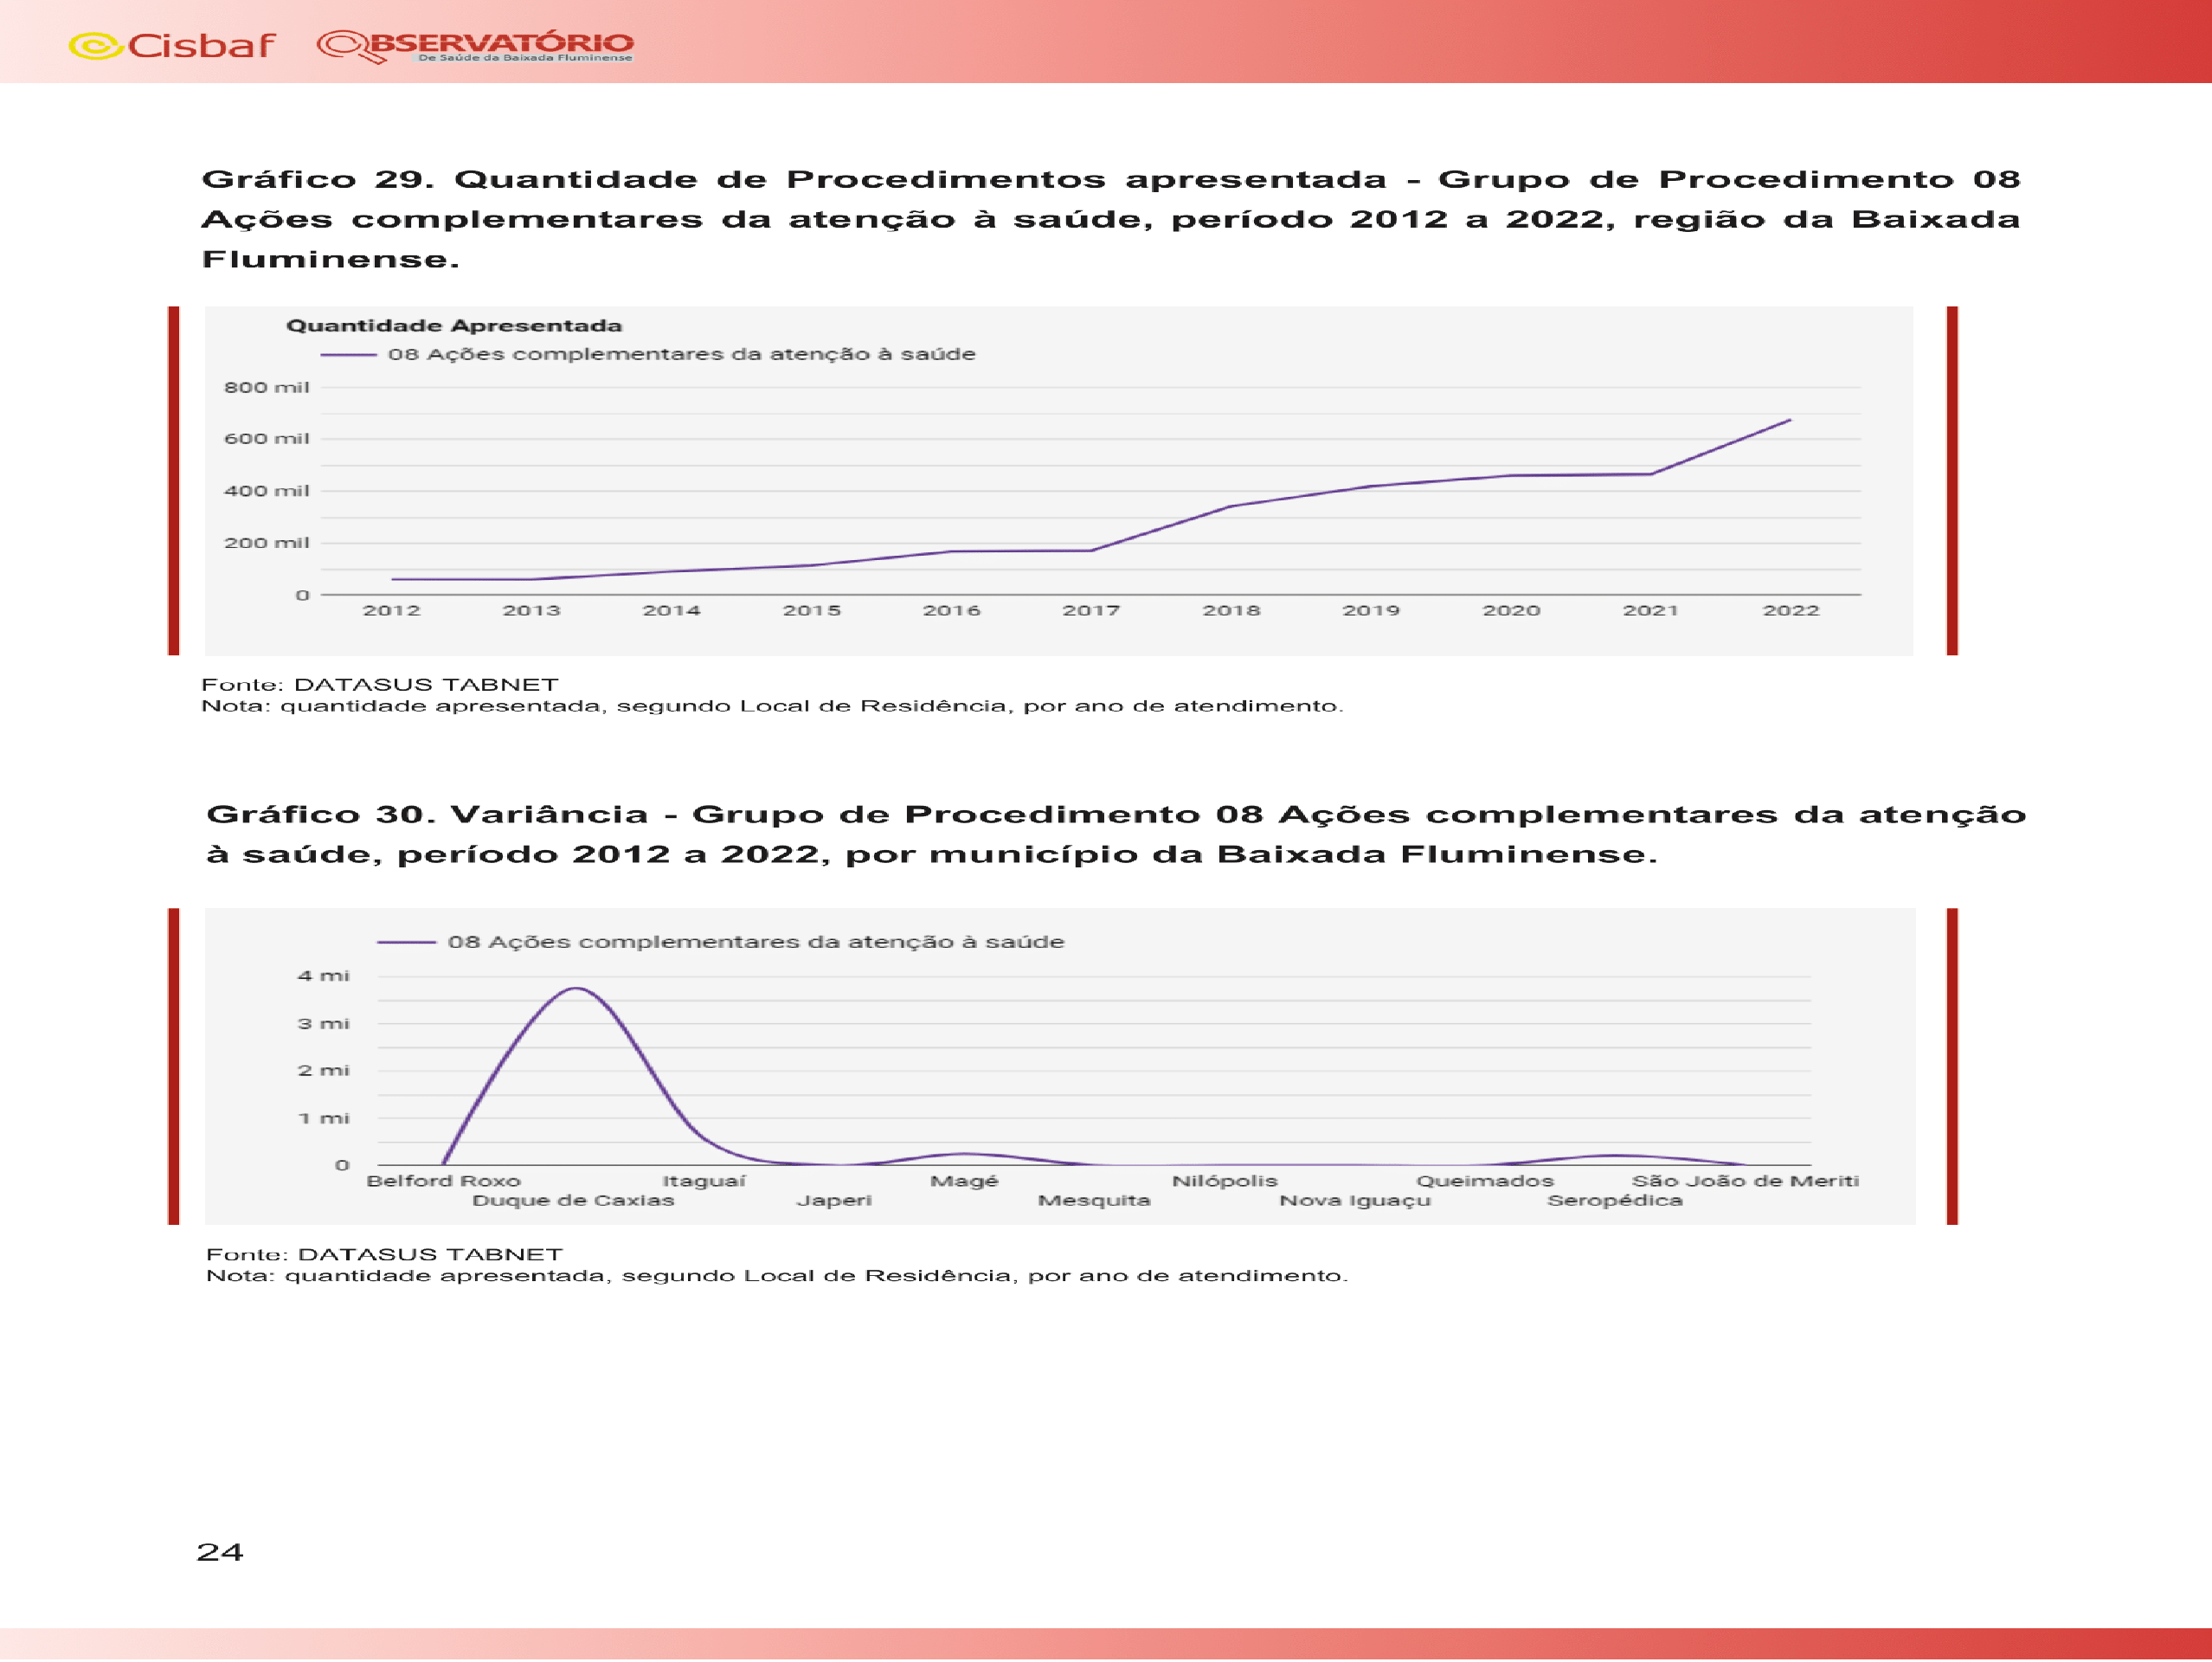 Cisbaf OBSERVATÓRIO
De Saúde da Baixada Fluminense
Gráfico 29. Quantidade de Procedimentos apresentada - Grupo de Procedimento 08
Ações complementares da atenção à saúde, período 2012 a 2022, região da Baixada
Fluminense.
Quantidade Apresentada
08 Ações complementares da atenção à saúde
800 mil
600 mil
400 mil
200 mil
0
2012 2013 2014 2015 2016 2017 2018 2019 2020 2021 2022
Fonte: DATASUS TABNET
Nota: quantidade apresentada, segundo Local de Residência, por ano de atendimento.
Gráfico 30. Variância - Grupo de Procedimento 08 Ações complementares da atenção
à saúde, período 2012 a 2022, por município da Baixada Fluminense.
08 Ações complementares da atenção à saúde
4 mi
3 mi
2 mi
1 mi
0
Belford Roxo Itaguaí Magé Nilópolis Queimados São João de Meriti
Duque de Caxias Japeri Mesquita Nova Iguaçu Seropédica
Fonte: DATASUS TABNET
Nota: quantidade apresentada, segundo Local de Residência, por ano de atendimento.
24